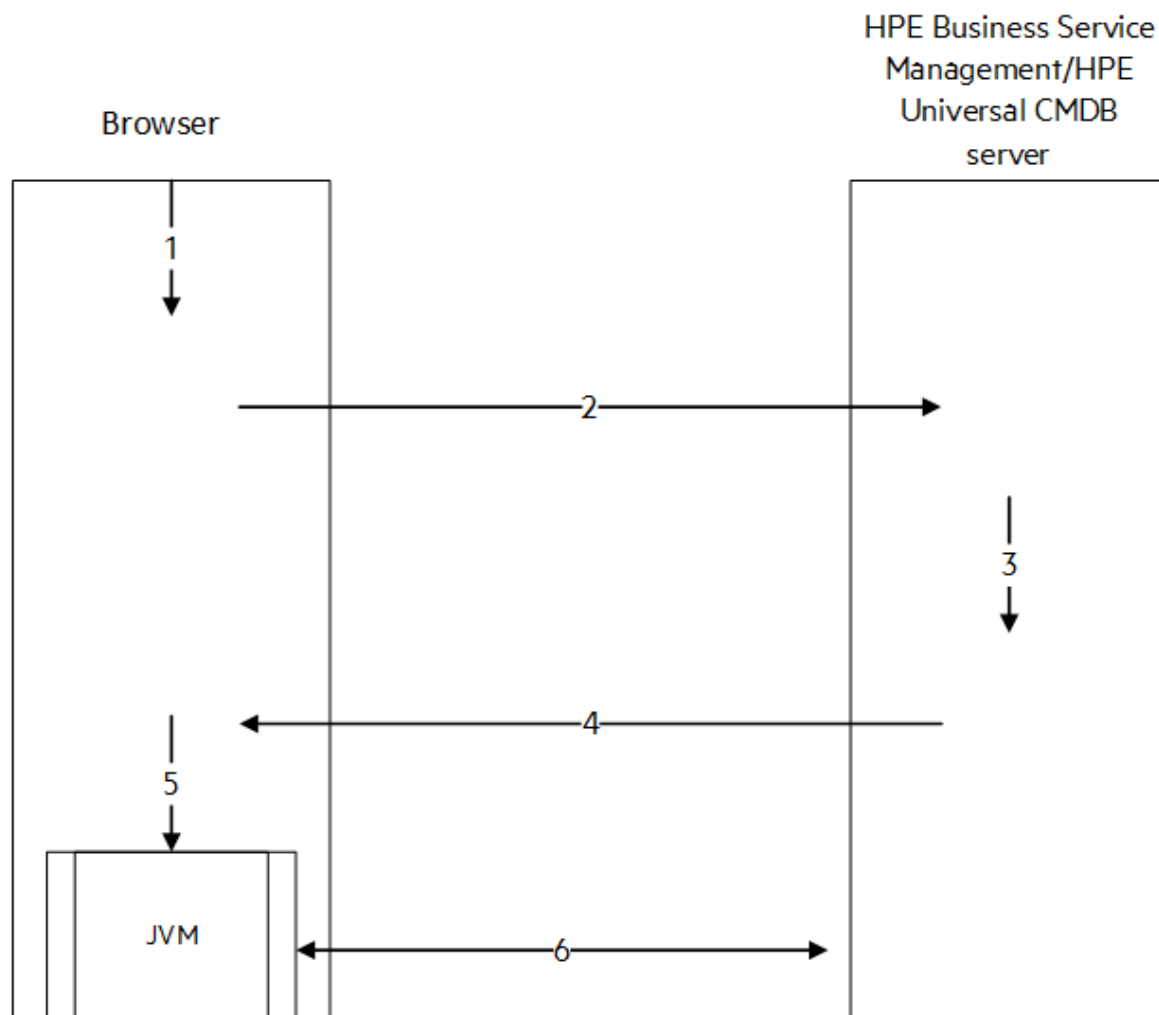 HPE Business Service
Management/HPE
Universal CMDB
server
Browser
1
2
3
4
5
JVM
6